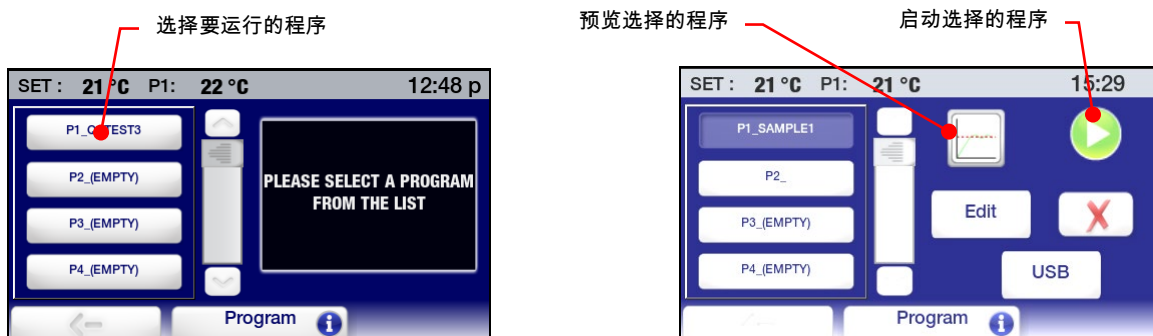 选择要运行的程序
SET : 21 °C P1: 22 °C 12:48 p
P1_ TEST3
P2_(EMPTY)
P3_(EMPTY)
P4_(EMPTY)
PLEASE SELECT A PROGRAM
FROM THE LIST
Program
预览选择的程序
启动选择的程序
SET : 21 °C P1: 21 °C 15:29
P1_SAMPLE1
P2_
P3_(EMPTY)
P4_(EMPTY)
Edit
USB
Program